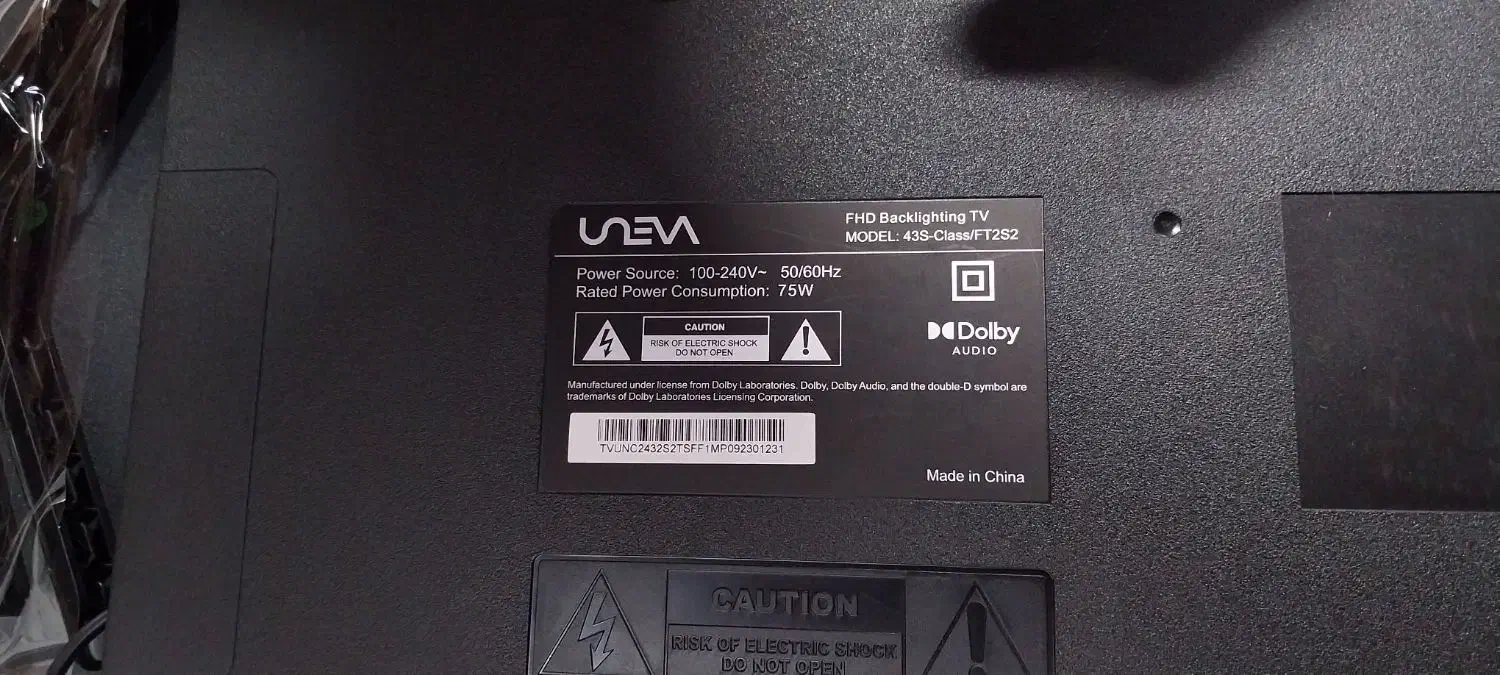 UNEVA
FHD Backlighting TV
MODEL: 43S-Class/FT2S2
Power Source: 100-240V~ 50/60Hz
Rated Power Consumption: 75W
CAUTION
RISK OF ELECTRIC SHOCK
DO NOT OPEN
Dolby
AUDIO
Manufactured under license from Dolby Laboratories. Dolby, Dolby Audio, and the double-D symbol are
trademarks of Dolby Laboratories Licensing Corporation.
TVUNC2432S2TSFF1MP092301231
Made in China
CAUTION
RISK OF ELECTRIC SHOCK
DO NOT OPEN